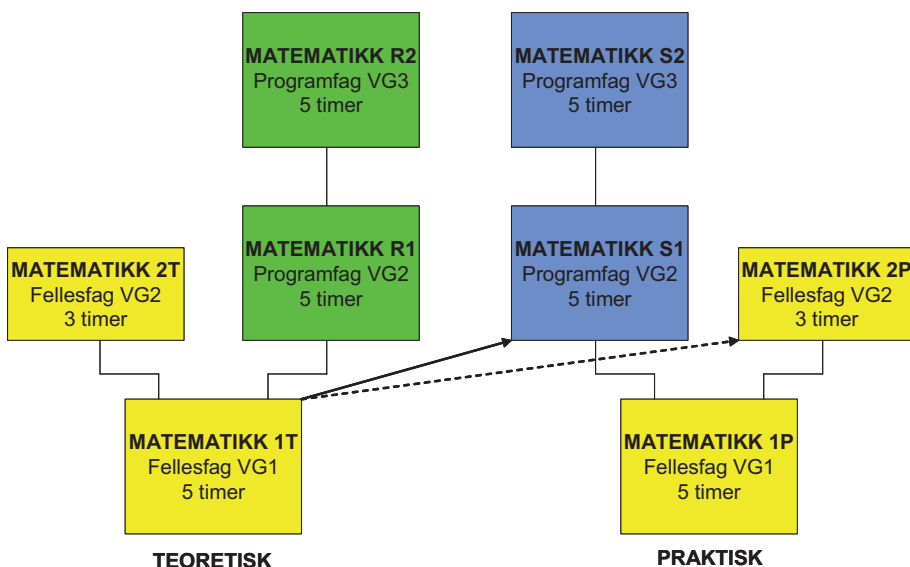 MATEMATIKK R2
Programfag VG3
5 timer
MATEMATIKK S2
Programfag VG3
5 timer
MATEMATIKK 2T
Fellesfag VG2
3 timer
MATEMATIKK R1
Programfag VG2
5 timer
MATEMATIKK S1
Programfag VG2
5 timer
MATEMATIKK 2P
Fellesfag VG2
3 timer
MATEMATIKK 1T
Fellesfag VG1
5 timer
MATEMATIKK 1P
Fellesfag VG1
5 timer
TEORETISK
PRAKTISK